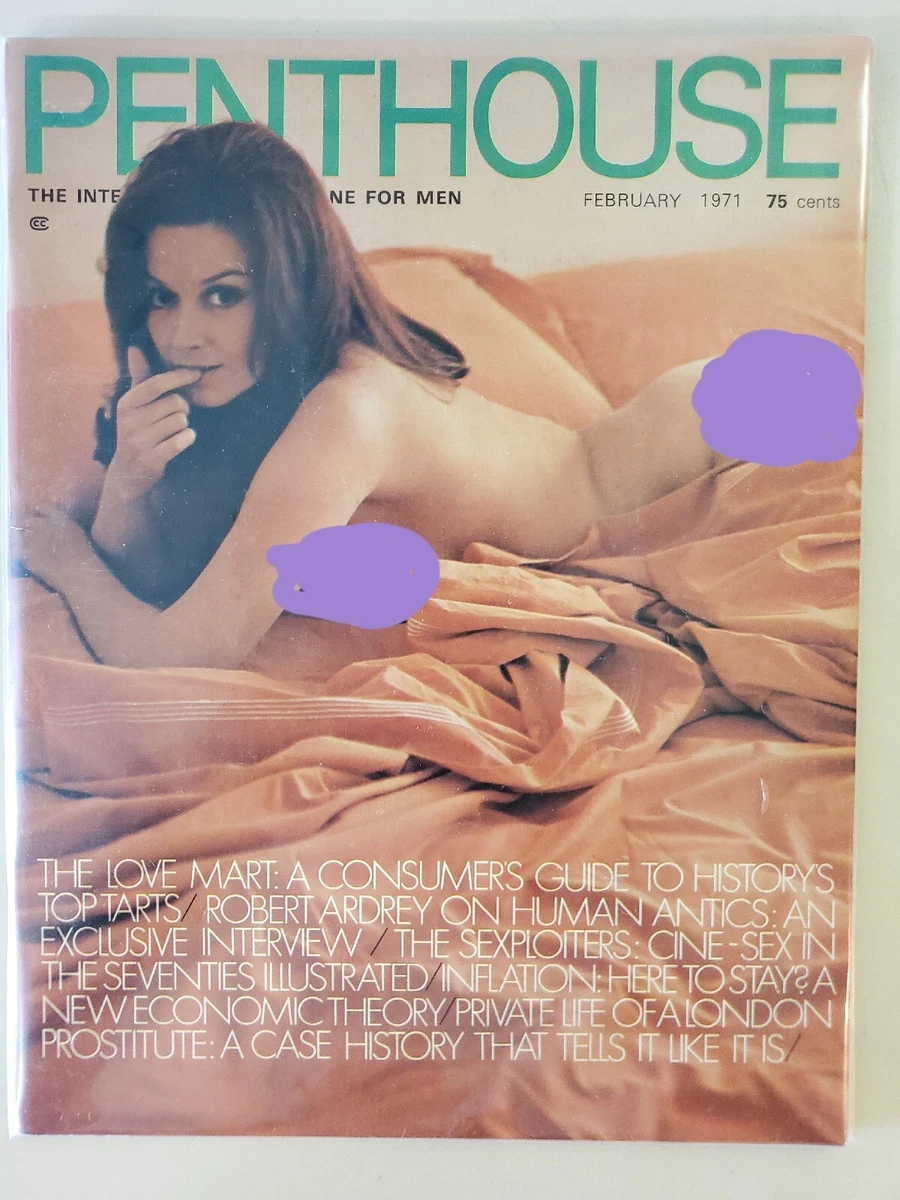 PENTHOUSE
THE INTE NE FOR MEN
FEBRUARY 1971 75 cents
CC
THE LOVE MART: A CONSUMER'S GUIDE TO HISTORY'S
TOP TARTS/ ROBERT ARDREY ON HUMAN ANTICS: AN
EXCLUSIVE INTERVIEW / THE SEXPLOITERS: CINE-SEX IN
THE SEVENTIES ILLUSTRATED/INFLATION: HERE TO STAY? A
NEW ECONOMIC THEORY/PRIVATE LIFE OF A LONDON
PROSTITUTE: A CASE HISTORY THAT TELLS IT LIKE IT IS/